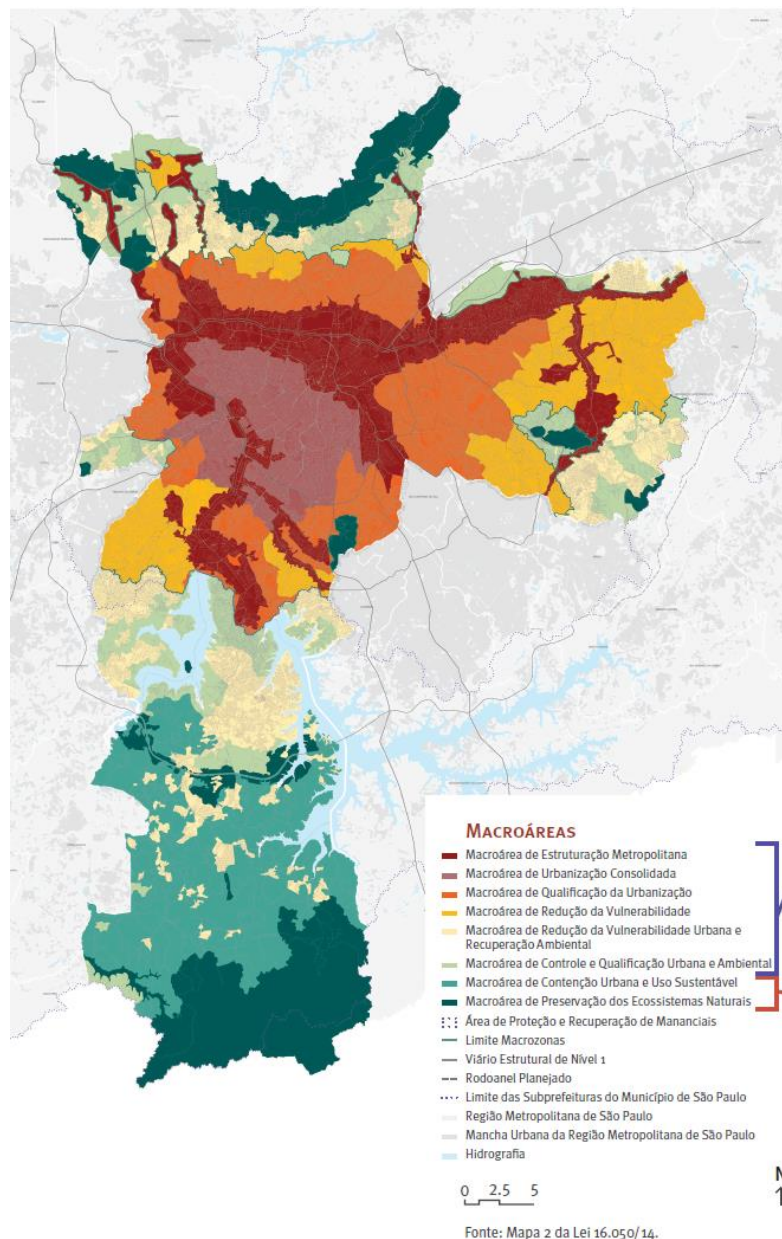 MACROÁREAS
Macroárea de Estruturação Metropolitana
Macroárea de Urbanização Consolidada
Macroárea de Qualificação da Urbanização
Macroárea de Redução da Vulnerabilidade
Macroárea de Redução da Vulnerabilidade Urbana e
Recuperação Ambiental
Macroárea de Controle e Qualificação Urbana e Ambiental
Macroárea de Contenção Urbana e Uso Sustentável
Macroárea de Preservação dos Ecossistemas Naturais
Área de Proteção e Recuperação de Mananciais
Limite Macrozonas
Viário Estrutural de Nível 1
Rodoanel Planejado
Limite das Subprefeituras do Município de São Paulo
Região Metropolitana de São Paulo
Mancha Urbana da Região Metropolitana de São Paulo
Hidrografia
0 2.5 5
Fonte: Mapa 2 da Lei 16.050/14.